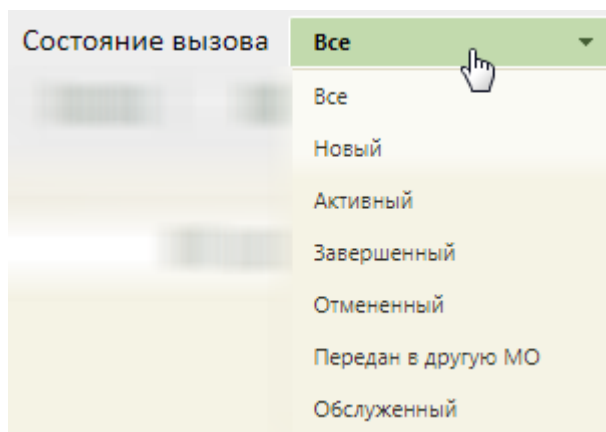 Состояние вызова Все
Все
Новый
Активный
Завершенный
Отмененный
Передан в другую МО
Обслуженный